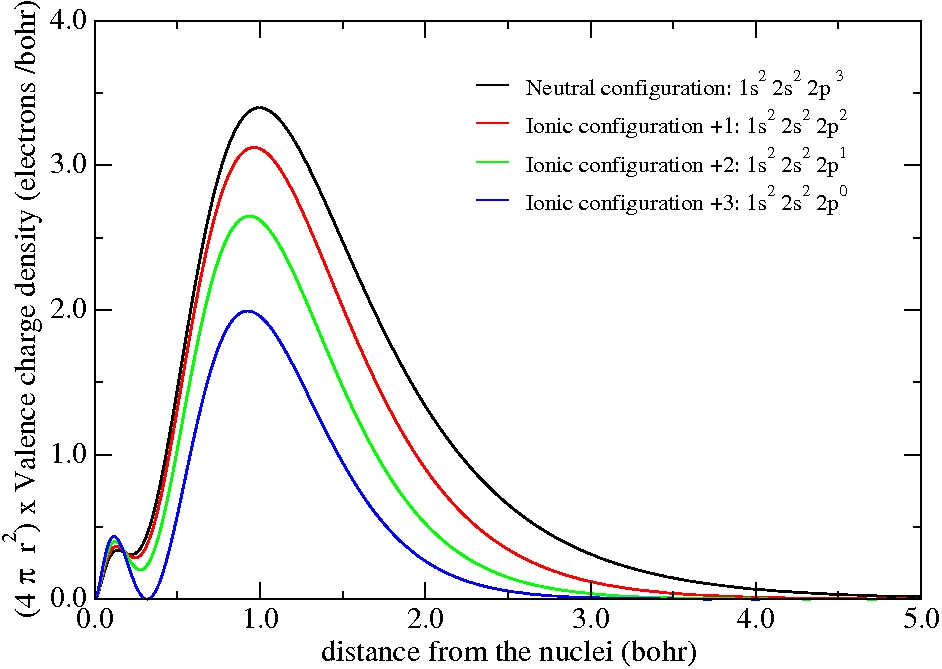 (4 π r²) x Valence charge density (electrons /bohr)
4.0
3.0
2.0
1.0
0.0
Neutral configuration: 1s² 2s² 2p³
Ionic configuration +1: 1s² 2s² 2p²
Ionic configuration +2: 1s² 2s² 2p¹
Ionic configuration +3: 1s² 2s² 2p⁰
0.0 1.0 2.0 3.0 4.0 5.0
distance from the nuclei (bohr)